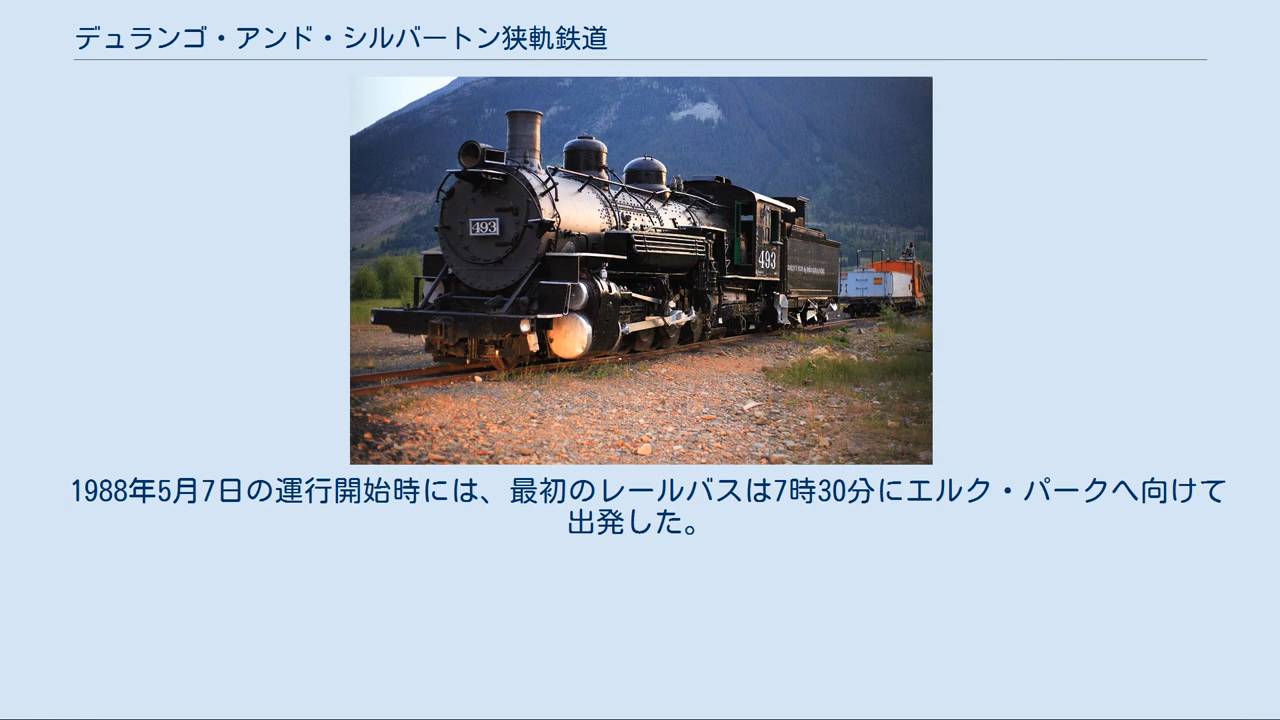 デュランゴ・アンド・シルバートン狭軌鉄道
493
493
1988年5月7日の運行開始時には、最初のレールバスは7時30分にエルク・パークへ向けて
出発した。